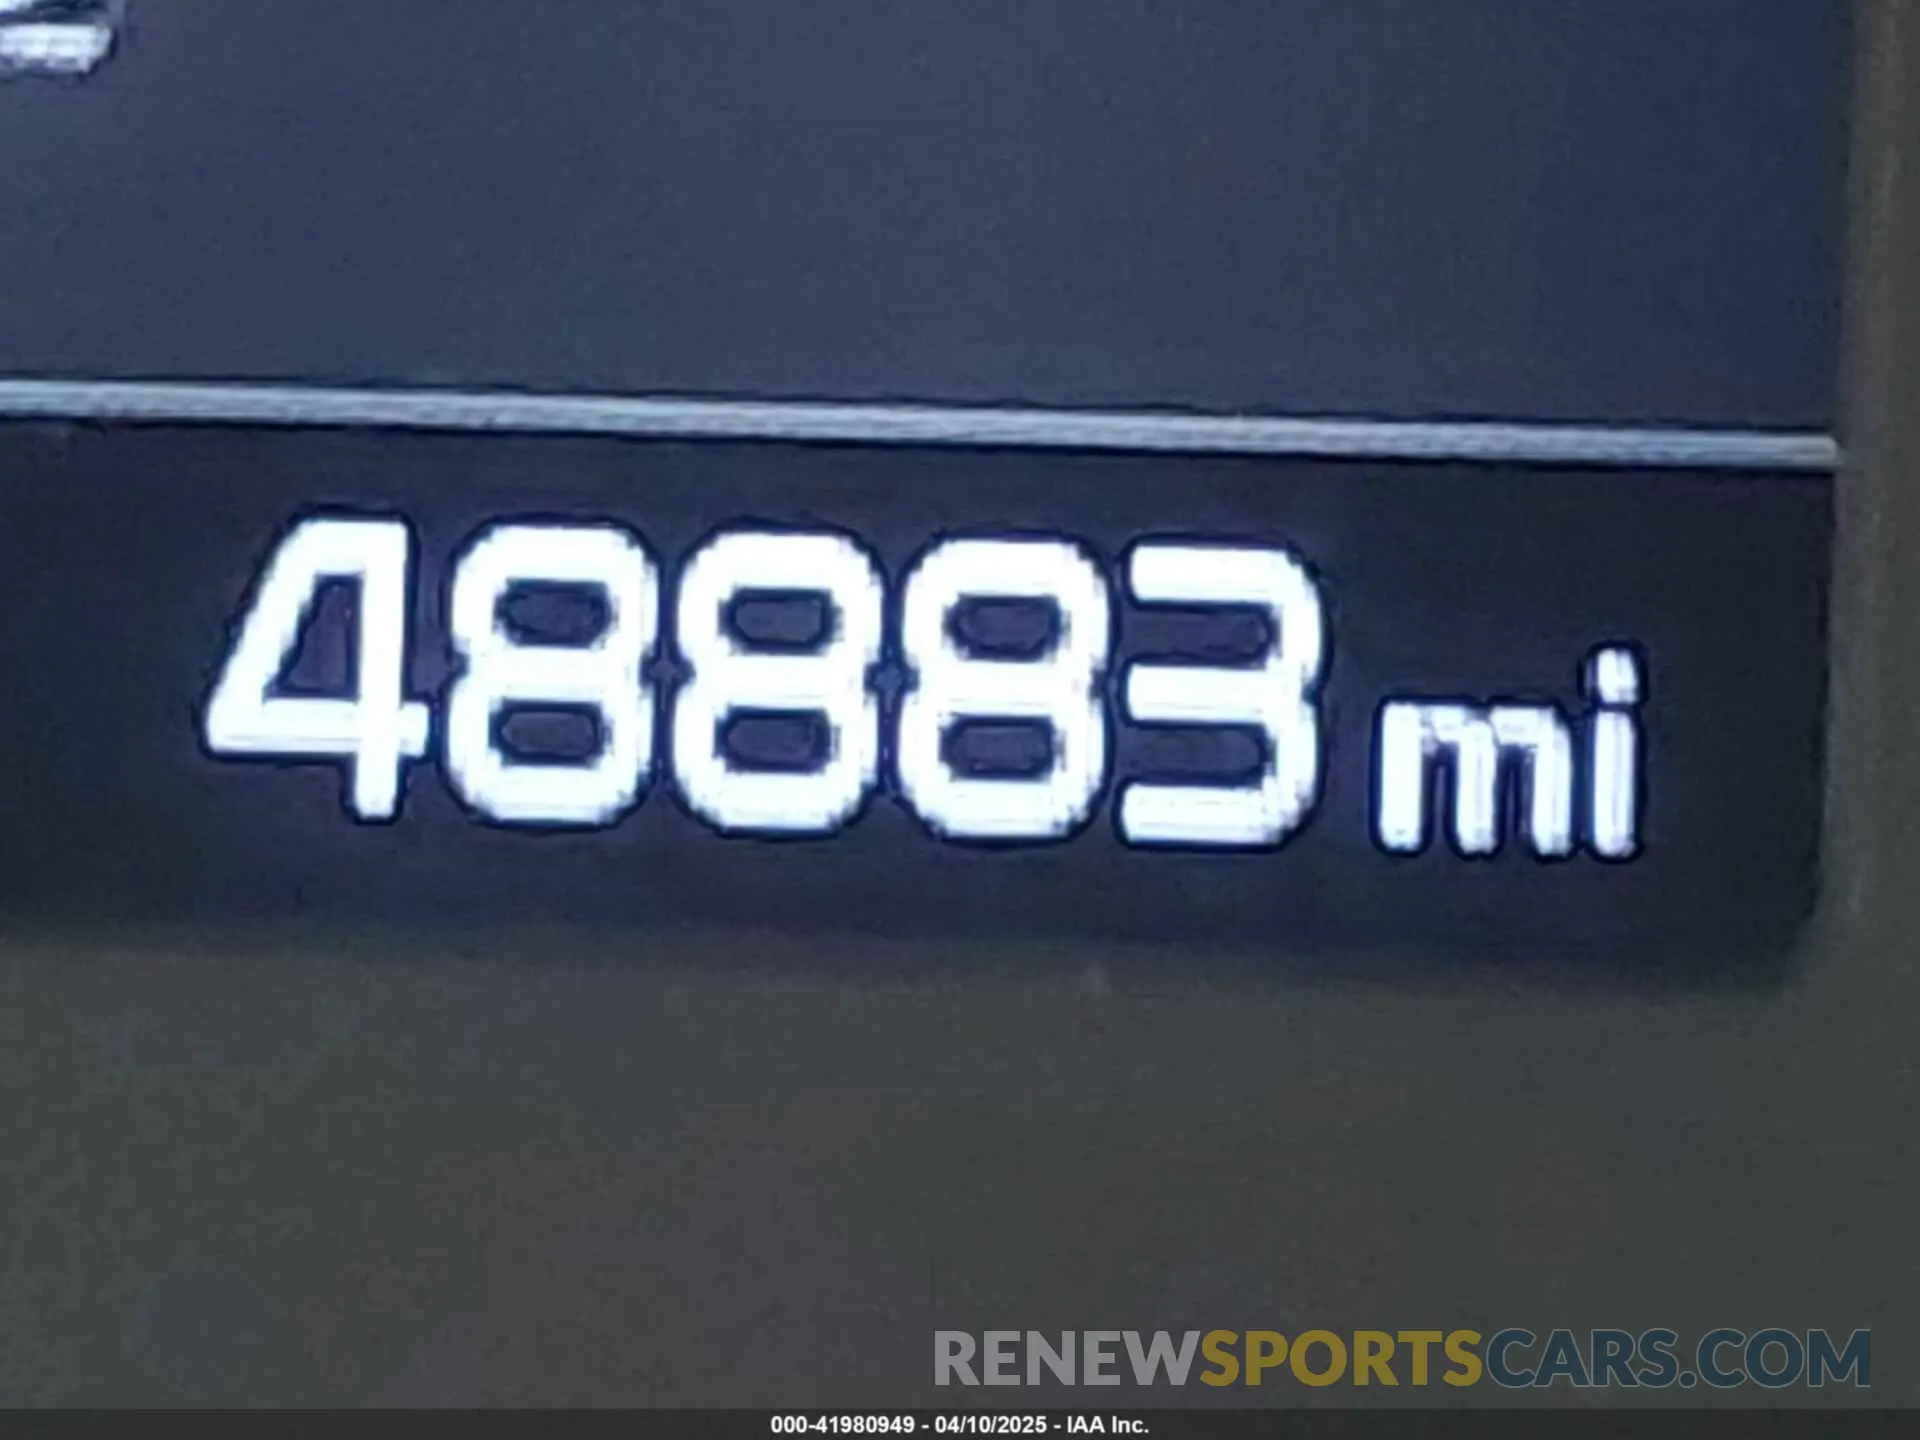 48883 mi
RENEWSPORTSCARS.COM
000-41980949 - 04/10/2025 - IAA Inc.